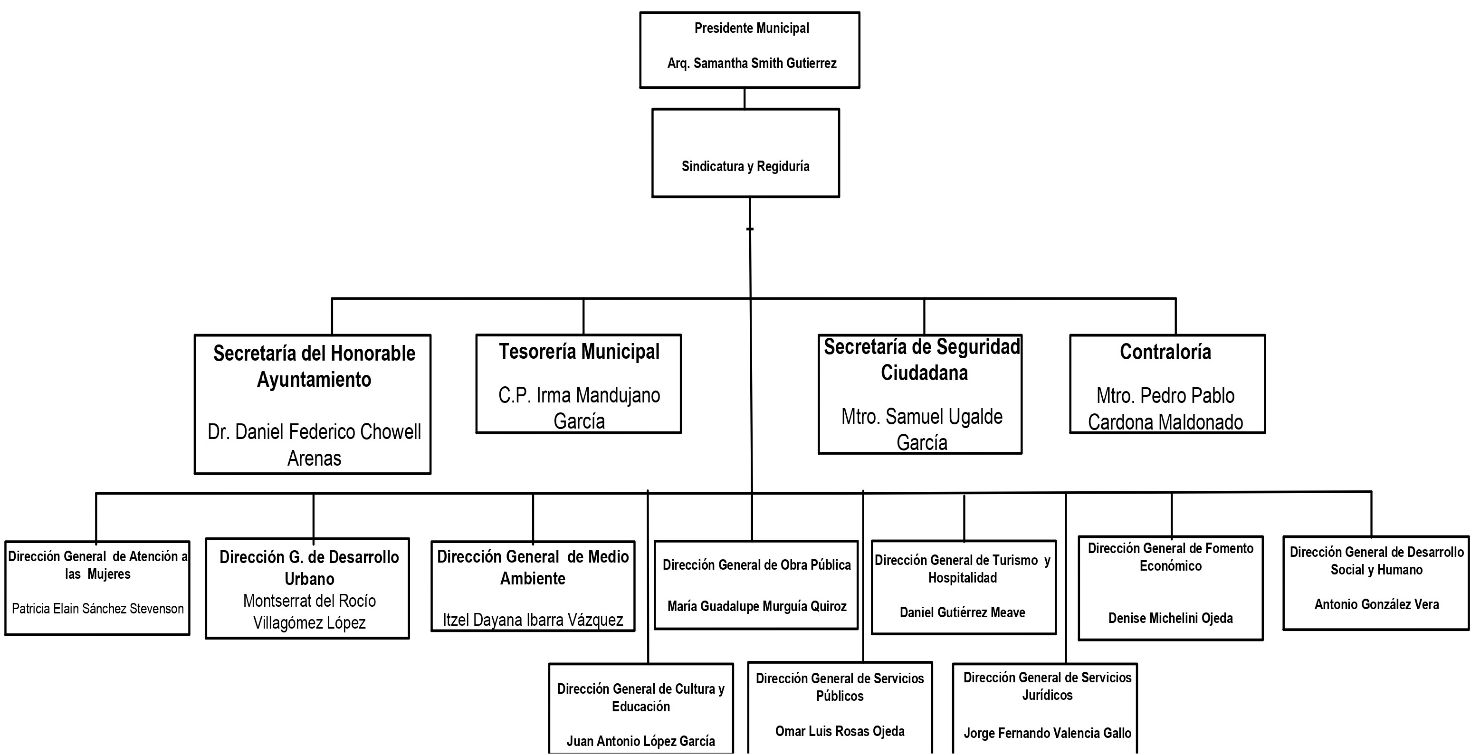 Presidente Municipal
Arq. Samantha Smith Gutierrez
Sindicatura y Regiduría
Secretaría del Honorable
Ayuntamiento
Dr. Daniel Federico Chowell
Arenas
Tesorería Municipal
C.P. Irma Mandujano
García
Secretaría de Seguridad
Ciudadana
Mtro. Samuel Ugalde
García
Contraloría
Mtro. Pedro Pablo
Cardona Maldonado
Dirección General de Atención a
las Mujeres
Patricia Elain Sánchez Stevenson
Dirección G. de Desarrollo
Urbano
Montserrat del Rocío
Villagómez López
Dirección General de Medio
Ambiente
Itzel Dayana Ibarra Vázquez
Dirección General de Obra Pública
María Guadalupe Murguía Quiroz
Dirección General de Turismo y
Hospitalidad
Daniel Gutiérrez Meave
Dirección General de Fomento
Económico
Denise Michelini Ojeda
Dirección General de Desarrollo
Social y Humano
Antonio González Vera
Dirección General de Cultura y
Educación
Juan Antonio López García
Dirección General de Servicios
Públicos
Omar Luis Rosas Ojeda
Dirección General de Servicios
Jurídicos
Jorge Fernando Valencia Gallo